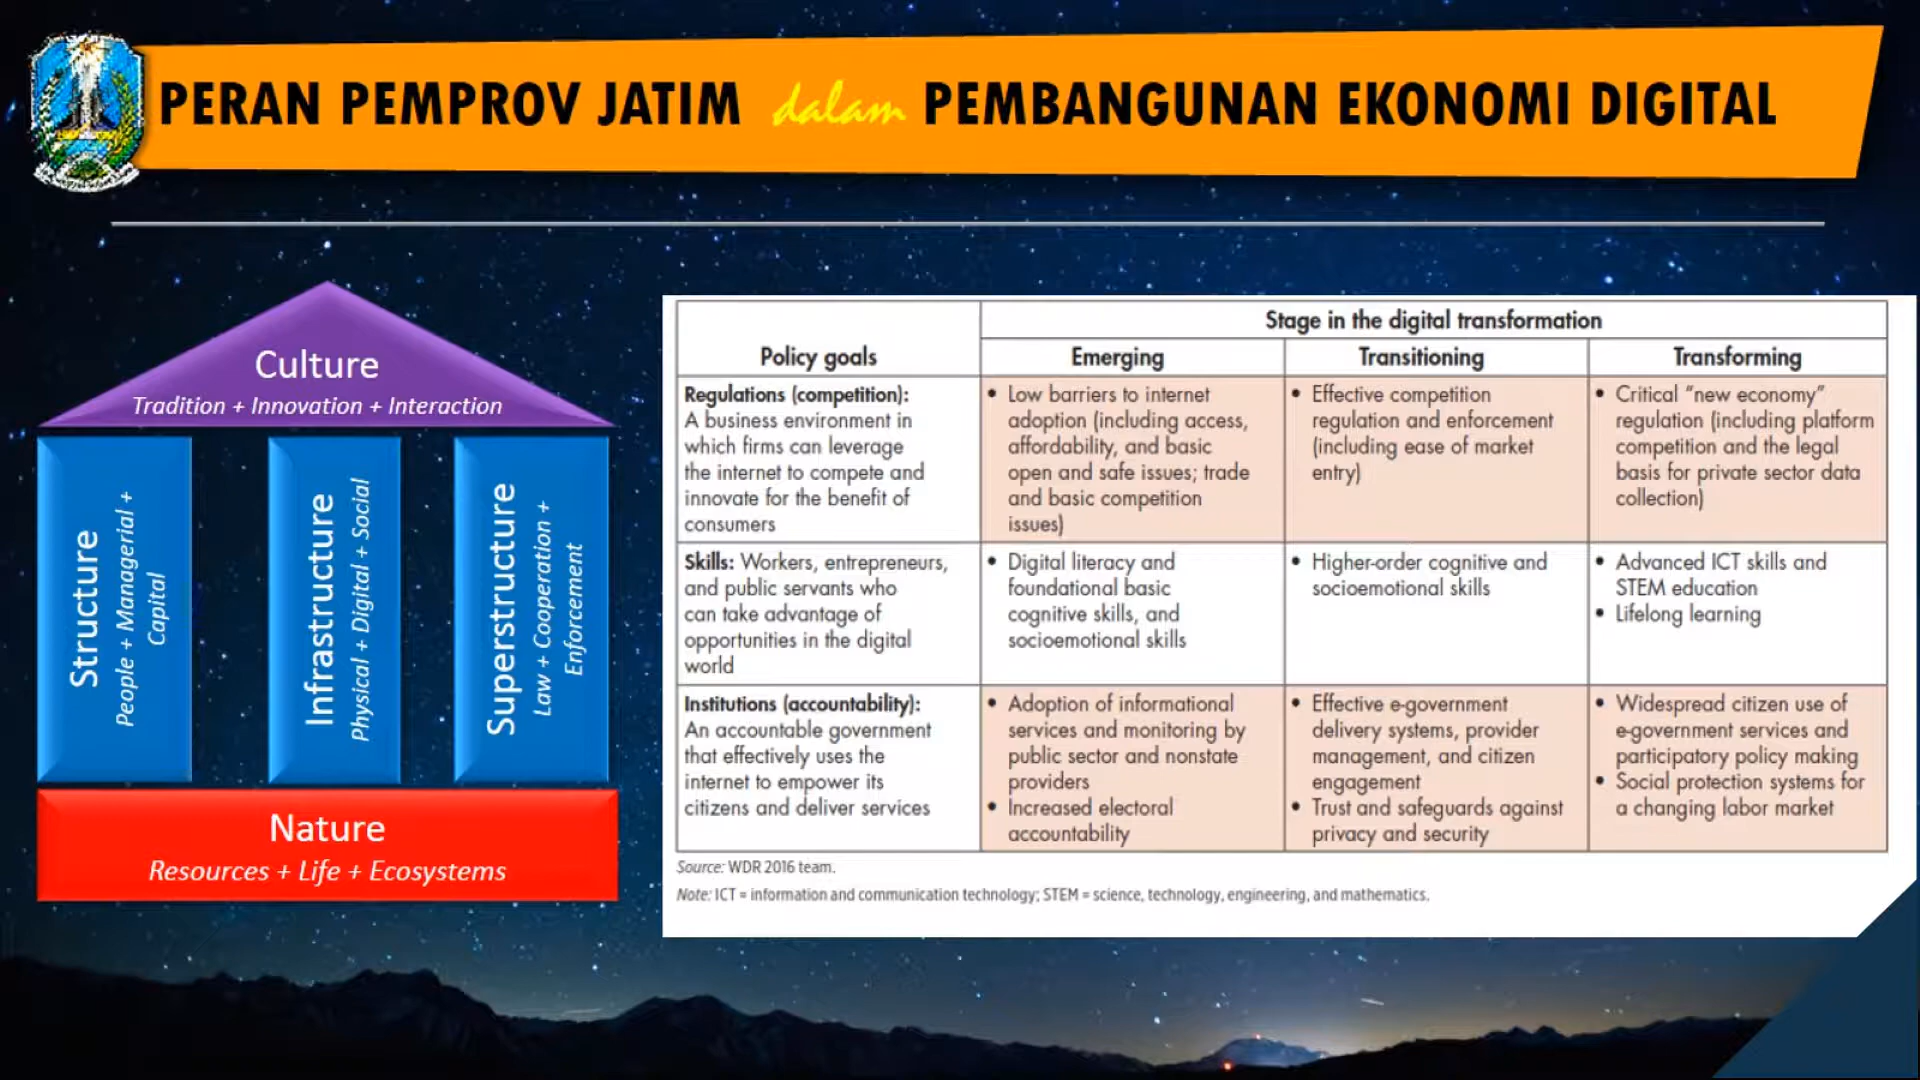 PERAN PEMPROV JATIM dalam PEMBANGUNAN EKONOMI DIGITAL
Culture
Tradition + Innovation + Interaction
Structure
People + Managerial +
Capital
Infrastructure
Physical + Digital + Social
Superstructure
Law + Cooperation +
Enforcement
Nature
Resources + Life + Ecosystems
Stage in the digital transformation
Policy goals
Emerging
Transitioning
Transforming
Regulations (competition):
A business environment in
which firms can leverage
the internet to compete and
innovate for the benefit of
consumers
• Low barriers to internet
adoption (including access,
affordability, and basic
open and safe issues; trade
and basic competition
issues)
• Effective competition
regulation and enforcement
(including ease of market
entry)
• Critical “new economy”
regulation (including platform
competition and the legal
basis for private sector data
collection)
Skills: Workers, entrepreneurs,
and public servants who
can take advantage of
opportunities in the digital
world
• Digital literacy and
foundational basic
cognitive skills, and
socioemotional skills
• Higher-order cognitive and
socioemotional skills
• Advanced ICT skills and
STEM education
• Lifelong learning
Institutions (accountability):
An accountable government
that effectively uses the
internet to empower its
citizens and deliver services
• Adoption of informational
services and monitoring by
public sector and nonstate
providers
• Increased electoral
accountability
• Effective e-government
delivery systems, provider
management, and citizen
engagement
• Trust and safeguards against
privacy and security
• Widespread citizen use of
e-government services and
participatory policy making
• Social protection systems for
a changing labor market
Source: WDR 2016 team.
Note: ICT = information and communication technology; STEM = science, technology, engineering, and mathematics.